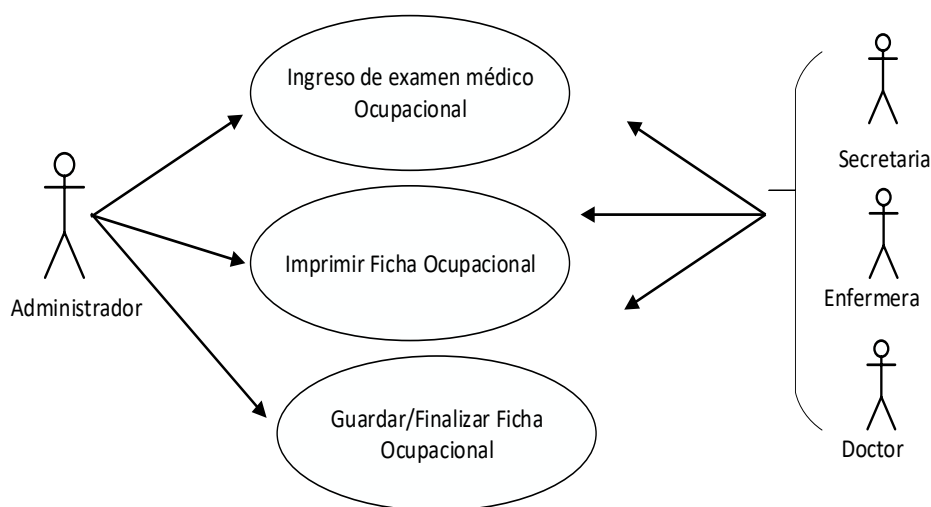 Ingreso de examen médico
Ocupacional
Secretaria
Imprimir Ficha Ocupacional
Administrador
Enfermera
Guardar/Finalizar Ficha
Ocupacional
Doctor